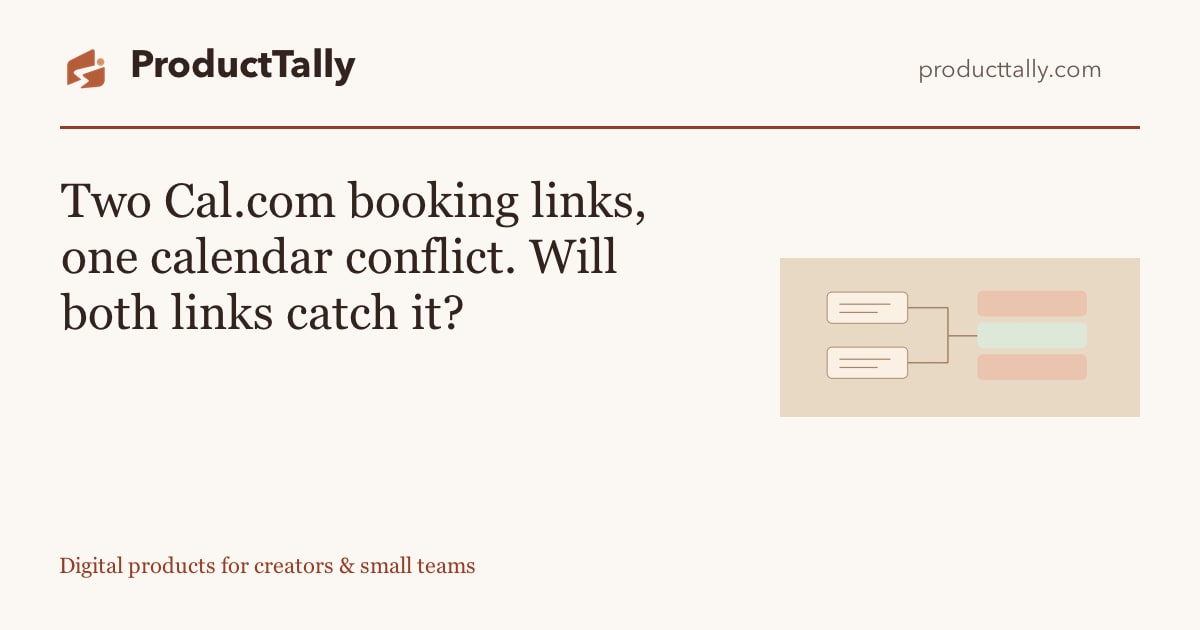 ProductTally
producttally.com
Two Cal.com booking links,
one calendar conflict. Will
both links catch it?
Digital products for creators & small teams